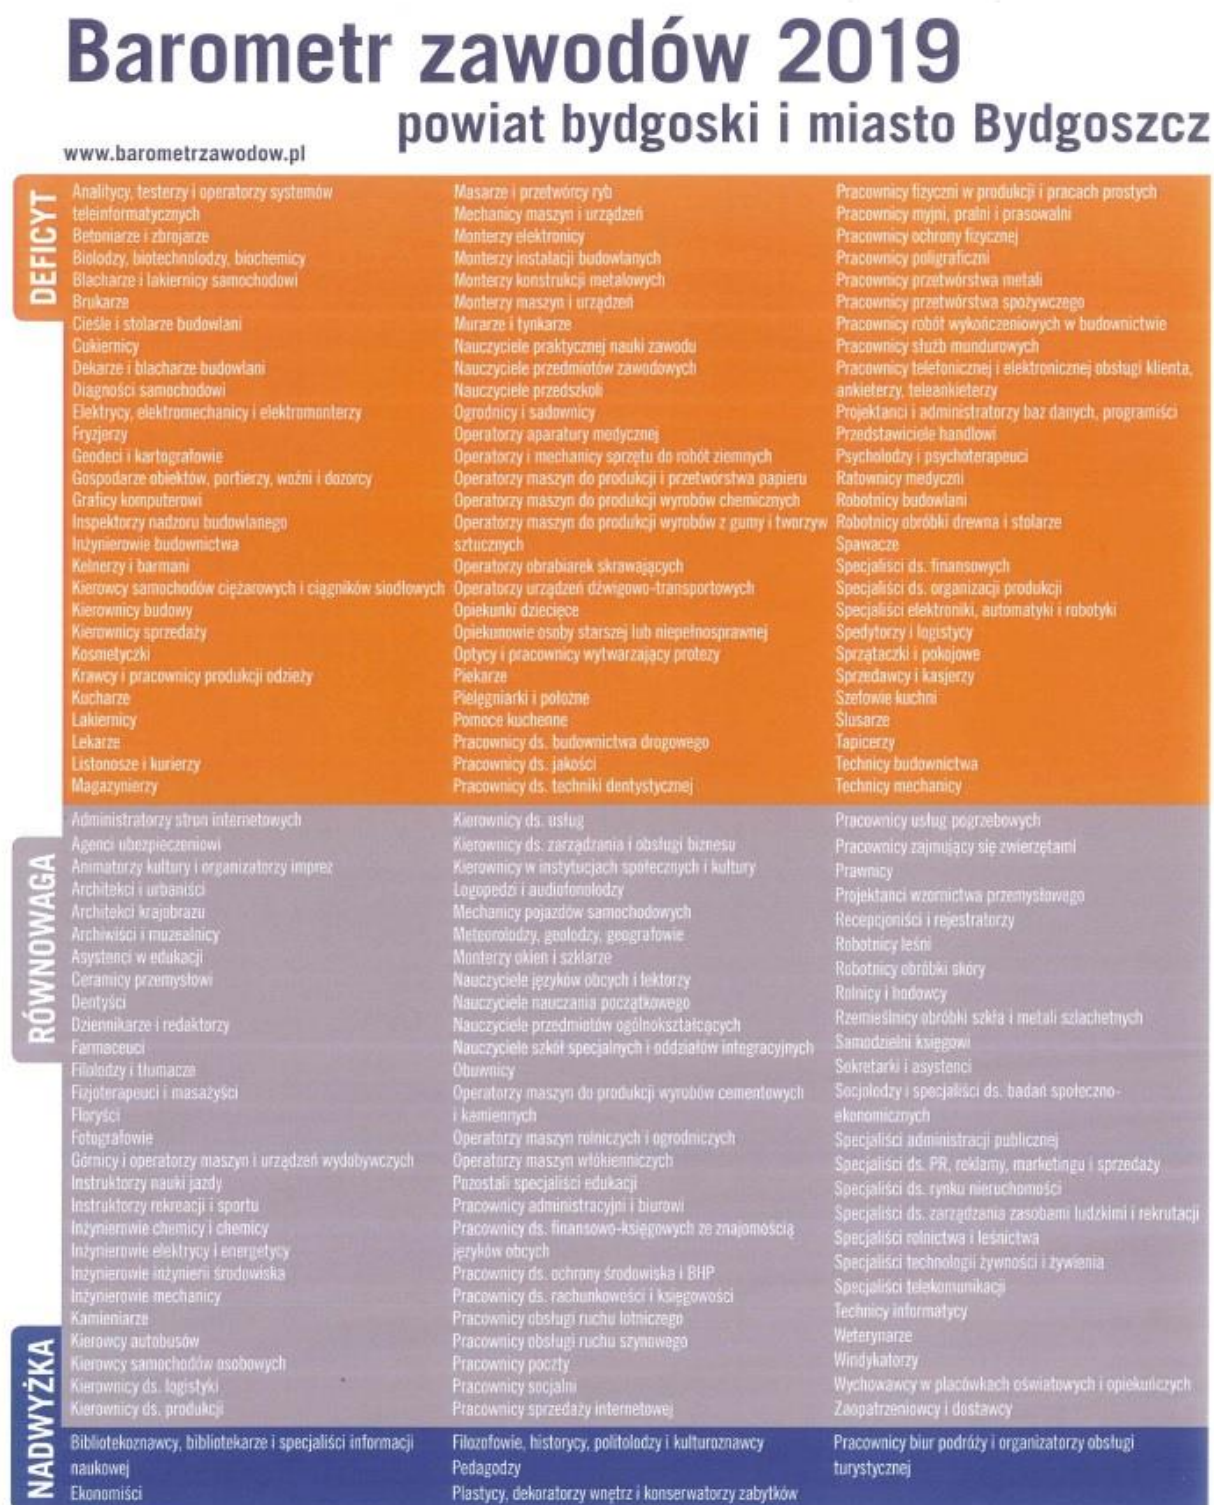 Barometr zawodów 2019
powiat bydgoski i miasto Bydgoszcz
www.barometrzawodow.pl
DEFICYT
Analitycy, testerzy i operatorzy systemów
teleinformatycznych
Betoniarze i zbrojarze
Biolodzy, biotechnolodzy, biochemicy
Blacharze i lakiernicy samochodowi
Brukarze
Cieśle i stolarze budowlani
Cukiernicy
Dekarze i blacharze budowlani
Diagności samochodowi
Elektrycy, elektromechanicy i elektromonterzy
Fryzjerzy
Geodeci i kartografowie
Gospodarze obiektów, portierzy, woźni i dozorcy
Graficy komputerowi
Inspektorzy nadzoru budowlanego
Inżynierowie budownictwa
Kelnerzy i barmani
Kierowcy samochodów ciężarowych i ciągników siodłowych
Kierownicy budowy
Kierownicy sprzedaży
Kosmetyczki
Krawcy i pracownicy produkcji odzieży
Kucharze
Lakiernicy
Lekarze
Listonosze i kurierzy
Magazynierzy
Masarze i przetwórcy ryb
Mechanicy maszyn i urządzeń
Monterzy elektronicy
Monterzy instalacji budowlanych
Monterzy konstrukcji metalowych
Monterzy maszyn i urządzeń
Murarze i tynkarze
Nauczyciele praktycznej nauki zawodu
Nauczyciele przedmiotów zawodowych
Nauczyciele przedszkoli
Ogrodnicy i sadownicy
Operatorzy aparatury medycznej
Operatorzy i mechanicy sprzętu do robót ziemnych
Operatorzy maszyn do produkcji i przetwórstwa papieru
Operatorzy maszyn do produkcji wyrobów chemicznych
Operatorzy maszyn do produkcji wyrobów z gumy i tworzyw
sztucznych
Operatorzy obrabiarek skrawających
Operatorzy urządzeń dźwigowo-transportowych
Opiekunki dziecięce
Opiekunowie osoby starszej lub niepełnosprawnej
Optycy i pracownicy wytwarzający protezy
Piekarze
Pielęgniarki i położne
Pomoce kuchenne
Pracownicy ds. budownictwa drogowego
Pracownicy ds. jakości
Pracownicy ds. techniki dentystycznej
Pracownicy fizyczni w produkcji i pracach prostych
Pracownicy myjni, pralni i prasowalni
Pracownicy ochrony fizycznej
Pracownicy poligraficzni
Pracownicy przetwórstwa metali
Pracownicy przetwórstwa spożywczego
Pracownicy robót wykończeniowych w budownictwie
Pracownicy służb mundurowych
Pracownicy telefonicznej i elektronicznej obsługi klienta,
ankieterzy, teleankieterzy
Projektanci i administratorzy baz danych, programiści
Przedstawiciele handlowi
Psycholodzy i psychoterapeuci
Ratownicy medyczni
Robotnicy budowlani
Robotnicy obróbki drewna i stolarze
Spawacze
Specjaliści ds. finansowych
Specjaliści ds. organizacji produkcji
Specjaliści elektroniki, automatyki i robotyki
Spedytorzy i logistycy
Sprzątaczki i pokojowe
Sprzedawcy i kasjerzy
Szefowie kuchni
Ślusarze
Tapicerzy
Technicy budownictwa
Technicy mechanicy
RÓWNOWAGA
Administratorzy stron internetowych
Agenci ubezpieczeniowi
Animatorzy kultury i organizatorzy imprez
Architekci i urbaniści
Architekci krajobrazu
Archiwiści i muzealnicy
Asystenci w edukacji
Ceramicy przemysłowi
Dentyści
Dziennikarze i redaktorzy
Farmaceuci
Filolodzy i tłumacze
Fizjoterapeuci i masażyści
Floryści
Fotografowie
Górnicy i operatorzy maszyn i urządzeń wydobywczych
Instruktorzy nauki jazdy
Instruktorzy rekreacji i sportu
Inżynierowie chemicy i chemicy
Inżynierowie elektrycy i energetycy
Inżynierowie inżynierii środowiska
Inżynierowie mechanicy
Kamieniarze
Kierowcy autobusów
Kierowcy samochodów osobowych
Kierownicy ds. logistyki
Kierownicy ds. produkcji
Kierownicy ds. usług
Kierownicy ds. zarządzania i obsługi biznesu
Kierownicy w instytucjach społecznych i kultury
Logopedzi i audiofonolodzy
Mechanicy pojazdów samochodowych
Meteorolodzy, geolodzy, geografowie
Monterzy okien i szklarze
Nauczyciele języków obcych i lektorzy
Nauczyciele nauczania początkowego
Nauczyciele przedmiotów ogólnokształcących
Nauczyciele szkół specjalnych i oddziałów integracyjnych
Obuwnicy
Operatorzy maszyn do produkcji wyrobów cementowych
i kamiennych
Operatorzy maszyn rolniczych i ogrodniczych
Operatorzy maszyn włókienniczych
Pozostali specjaliści edukacji
Pracownicy administracyjni i biurowi
Pracownicy ds. finansowo-księgowych ze znajomością
języków obcych
Pracownicy ds. ochrony środowiska i BHP
Pracownicy ds. rachunkowości i księgowości
Pracownicy obsługi ruchu lotniczego
Pracownicy obsługi ruchu szynowego
Pracownicy poczty
Pracownicy socjalni
Pracownicy sprzedaży internetowej
Pracownicy usług pogrzebowych
Pracownicy zajmujący się zwierzętami
Prawnicy
Projektanci wzornictwa przemysłowego
Recepcjoniści i rejestratorzy
Robotnicy leśni
Robotnicy obróbki skóry
Rolnicy i hodowcy
Rzemieślnicy obróbki szkła i metali szlachetnych
Samodzielni księgowi
Sekretarki i asystenci
Socjolodzy i specjaliści ds. badań społeczno-
ekonomicznych
Specjaliści administracji publicznej
Specjaliści ds. PR, reklamy, marketingu i sprzedaży
Specjaliści ds. rynku nieruchomości
Specjaliści ds. zarządzania zasobami ludzkimi i rekrutacji
Specjaliści rolnictwa i leśnictwa
Specjaliści technologii żywności i żywienia
Specjaliści telekomunikacji
Technicy informatycy
Weterynarze
Windykatorzy
Wychowawcy w placówkach oświatowych i opiekuńczych
Zaopatrzeniowcy i dostawcy
NADWYŻKA
Bibliotekoznawcy, bibliotekarze i specjaliści informacji
naukowej
Ekonomiści
Filozofowie, historycy, politolodzy i kulturoznawcy
Pedagodzy
Plastycy, dekoratorzy wnętrz i konserwatorzy zabytków
Pracownicy biur podróży i organizatorzy obsługi
turystycznej